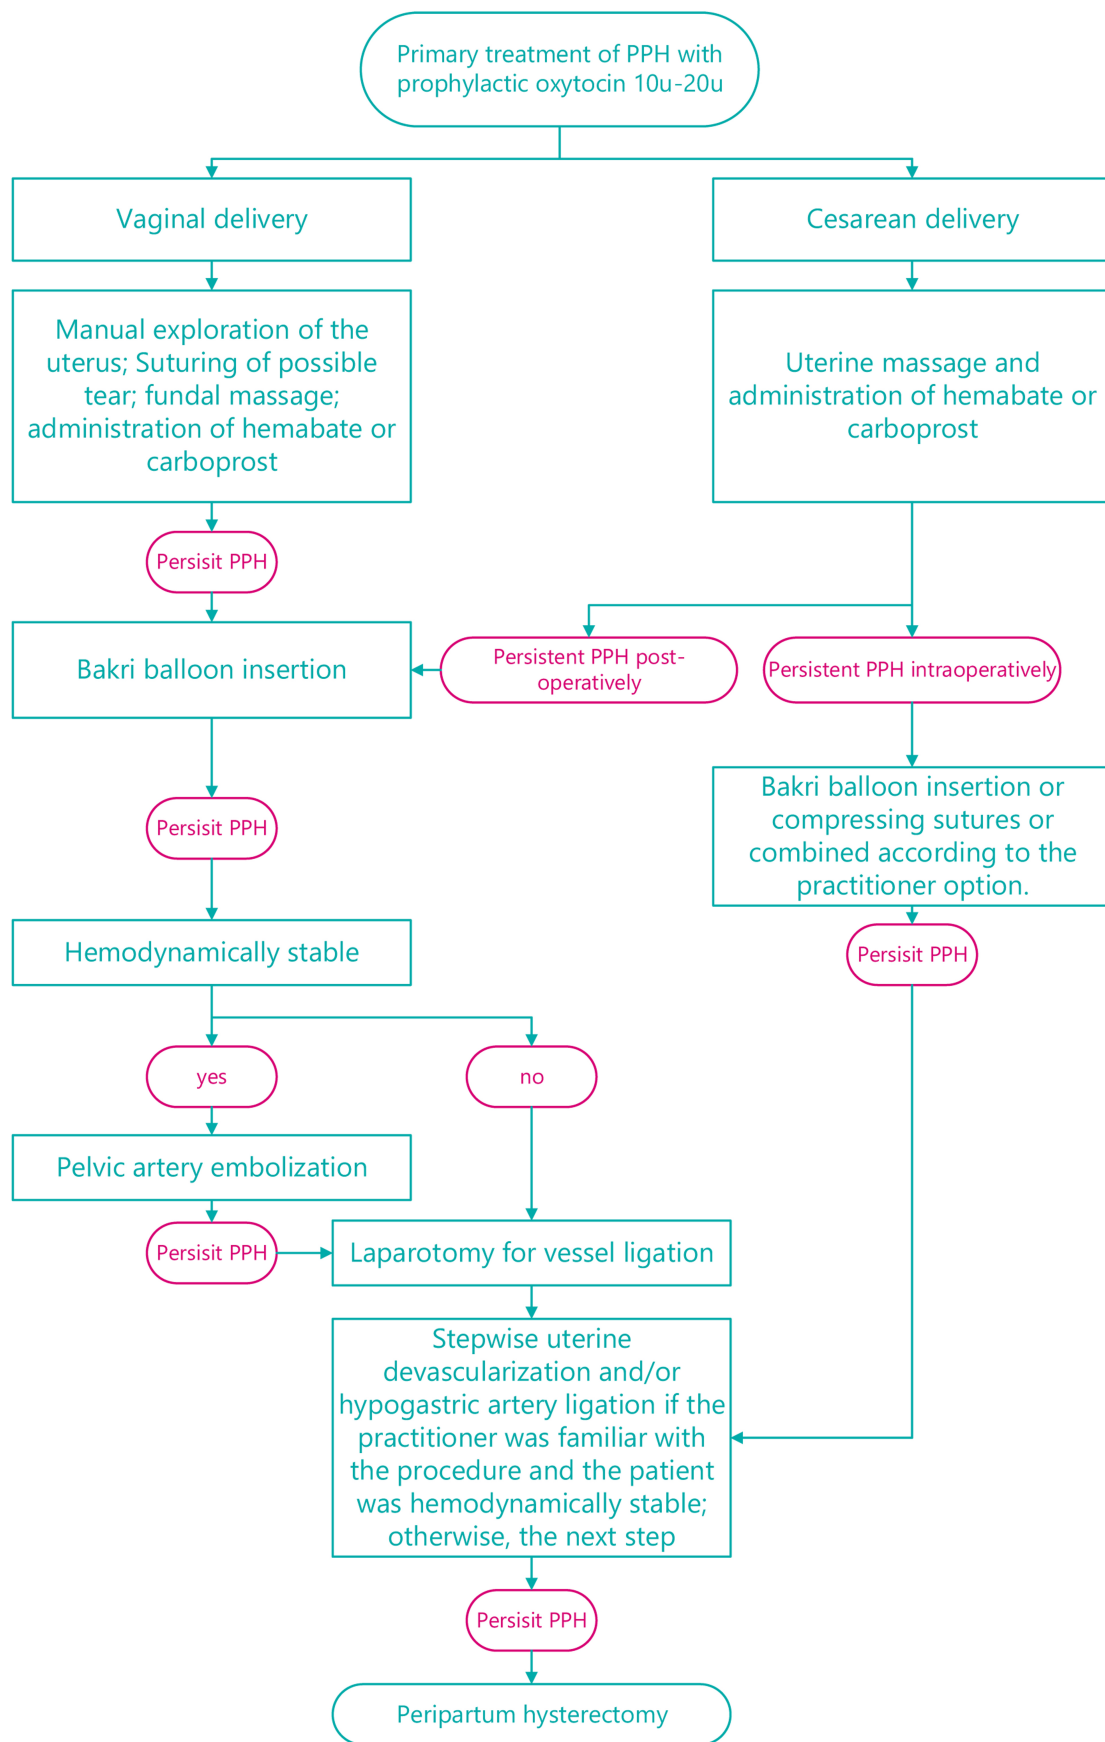 Primary treatment of PPH with
prophylactic oxytocin 10u-20u
Vaginal delivery
Cesarean delivery
Manual exploration of the
uterus; Suturing of possible
tear; fundal massage;
administration of hemabate or
carboprost
Uterine massage and
administration of hemabate or
carboprost
Persisit PPH
Bakri balloon insertion
Persistent PPH post-
operatively
Persistent PPH intraoperatively
Bakri balloon insertion or
compressing sutures or
combined according to the
practitioner option.
Persisit PPH
Persisit PPH
Hemodynamically stable
yes
no
Pelvic artery embolization
Persisit PPH
Laparotomy for vessel ligation
Stepwise uterine
devascularization and/or
hypogastric artery ligation if the
practitioner was familiar with
the procedure and the patient
was hemodynamically stable;
otherwise, the next step
Persisit PPH
Peripartum hysterectomy